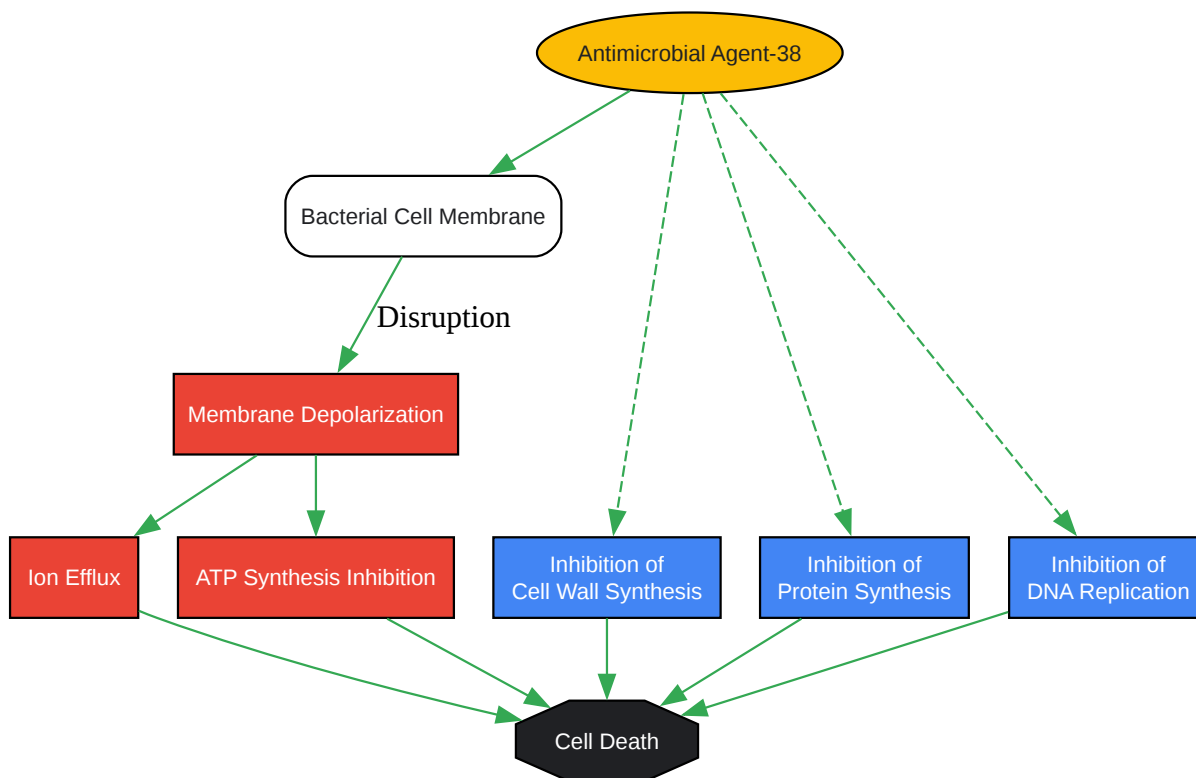 Antimicrobial Agent-38
Bacterial Cell Membrane
Disruption
Membrane Depolarization
Ion Efflux
ATP Synthesis Inhibition
Inhibition of
Cell Wall Synthesis
Inhibition of
Protein Synthesis
Inhibition of
DNA Replication
Cell Death